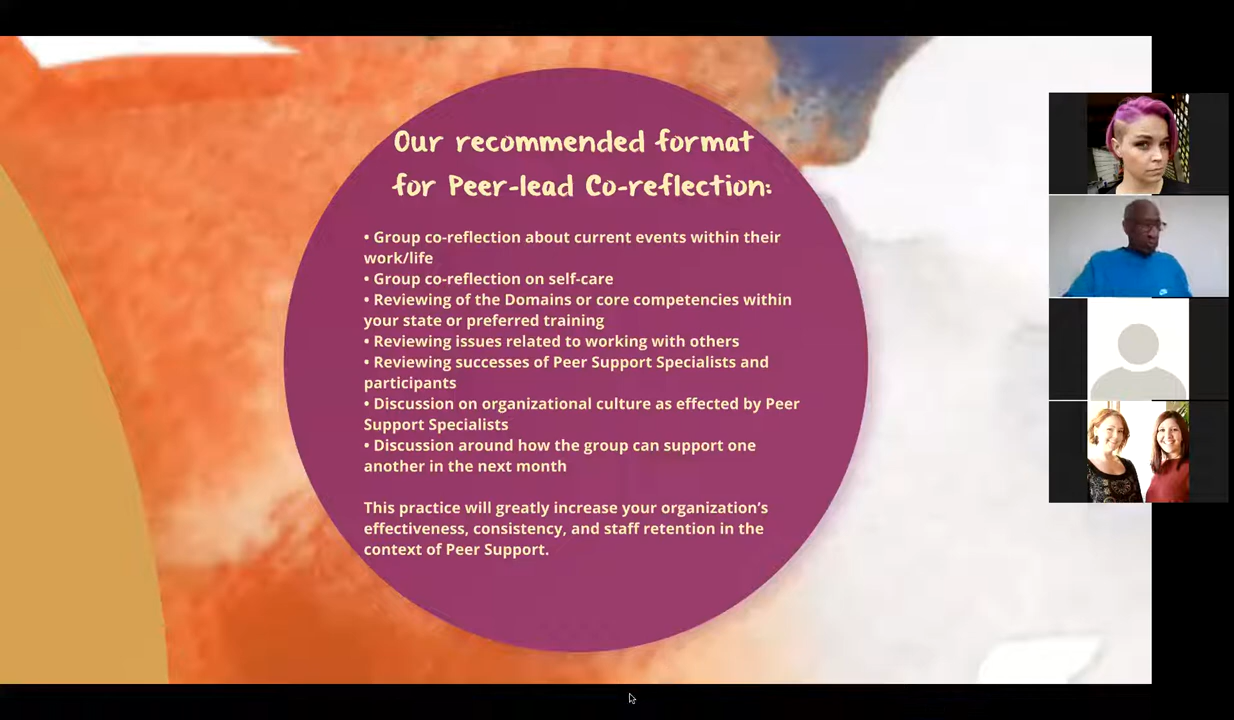 Our recommended format
for Peer-lead Co-reflection:
• Group co-reflection about current events within their
work/life
• Group co-reflection on self-care
• Reviewing of the Domains or core competencies within
your state or preferred training
• Reviewing issues related to working with others
• Reviewing successes of Peer Support Specialists and
participants
• Discussion on organizational culture as effected by Peer
Support Specialists
• Discussion around how the group can support one
another in the next month
This practice will greatly increase your organization's
effectiveness, consistency, and staff retention in the
context of Peer Support.